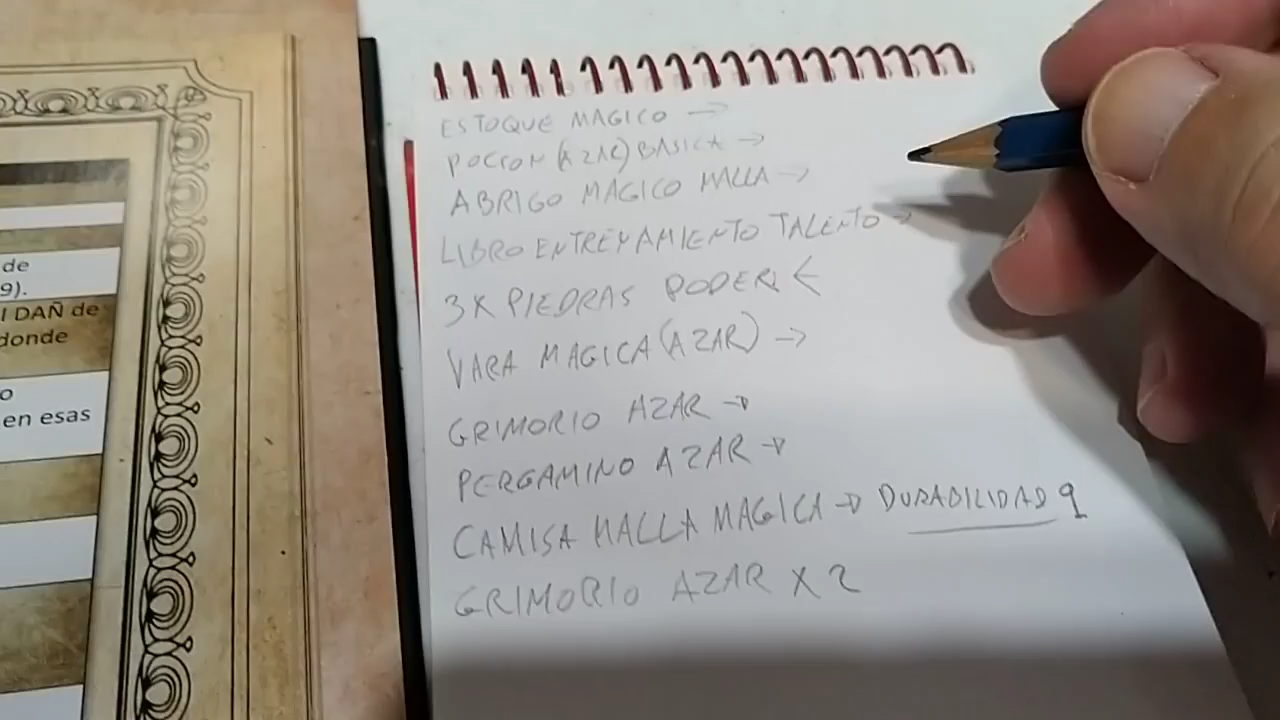 de
9).
l DAÑ de
donde
o
en esas
ESTOQUE MAGICO →
POCION (AZAR) BASICA →
ABRIGO MAGICO MALLA →
LIBRO ENTRENAMIENTO TALENTO →
3X PIEDRAS PODER ←
VARA MAGICA (AZAR) →
GRIMORIO AZAR →
PERGAMINO AZAR →
CAMISA MALLA MAGICA → DURABILIDAD 9
GRIMORIO AZAR X 2